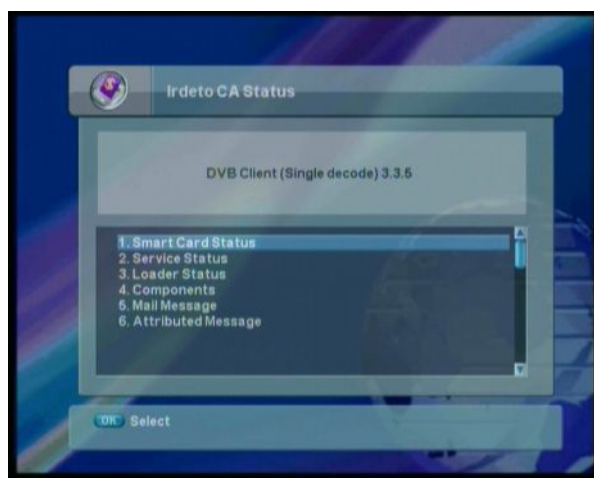 Irdeto CA Status
DVB Client (Single decode) 3.3.5
1. Smart Card Status
2. Service Status
3. Loader Status
4. Components
5. Mail Message
6. Attributed Message
OK Select